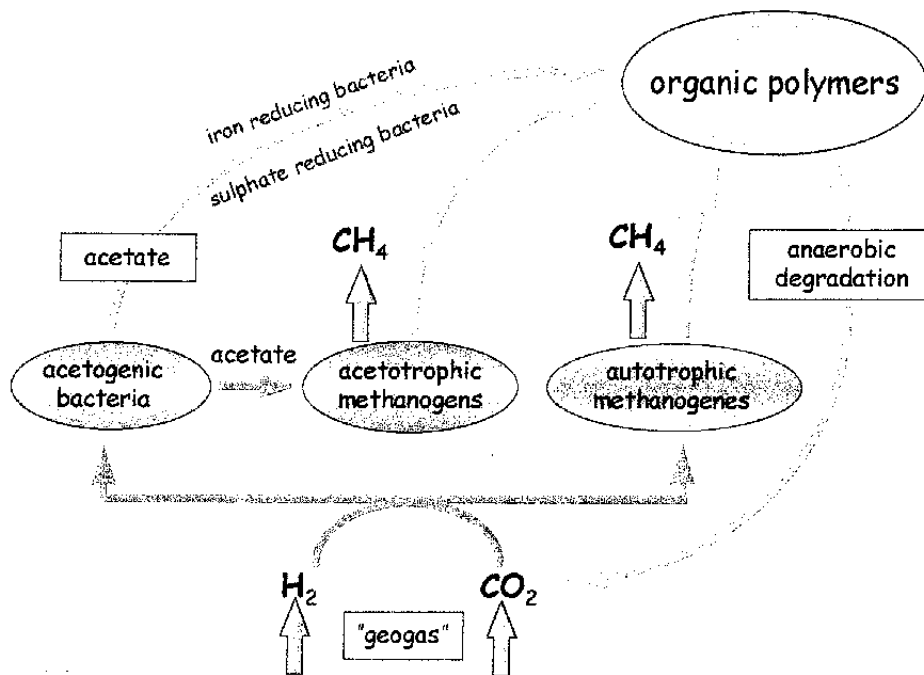 organic polymers
iron reducing bacteria
sulphate reducing bacteria
acetate
CH₄
CH₄
anaerobic
degradation
acetogenic
bacteria
acetate
acetotrophic
methanogens
autotrophic
methanogenes
H₂
CO₂
"geogas"